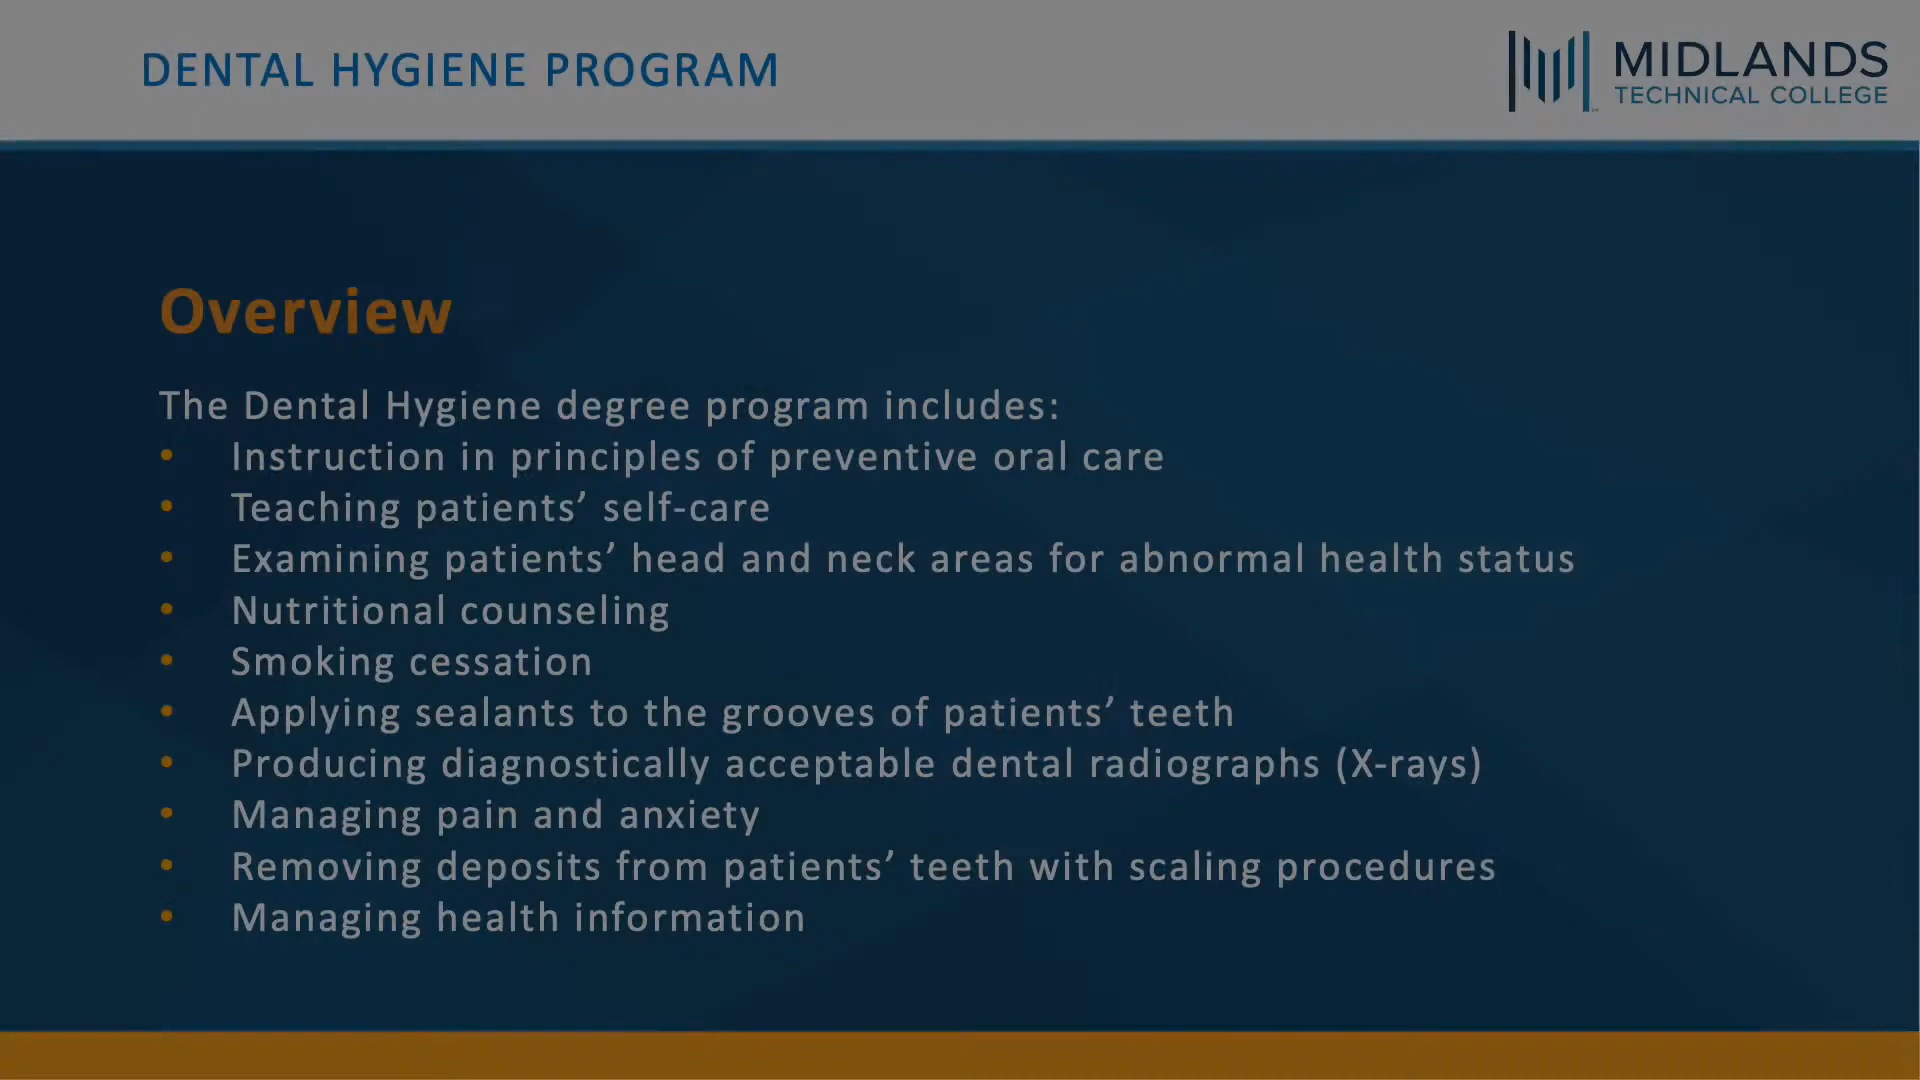 DENTAL HYGIENE PROGRAM
MIDLANDS
TECHNICAL COLLEGE
Overview
The Dental Hygiene degree program includes:
• Instruction in principles of preventive oral care
• Teaching patients’ self-care
• Examining patients’ head and neck areas for abnormal health status
• Nutritional counseling
• Smoking cessation
• Applying sealants to the grooves of patients’ teeth
• Producing diagnostically acceptable dental radiographs (X-rays)
• Managing pain and anxiety
• Removing deposits from patients’ teeth with scaling procedures
• Managing health information